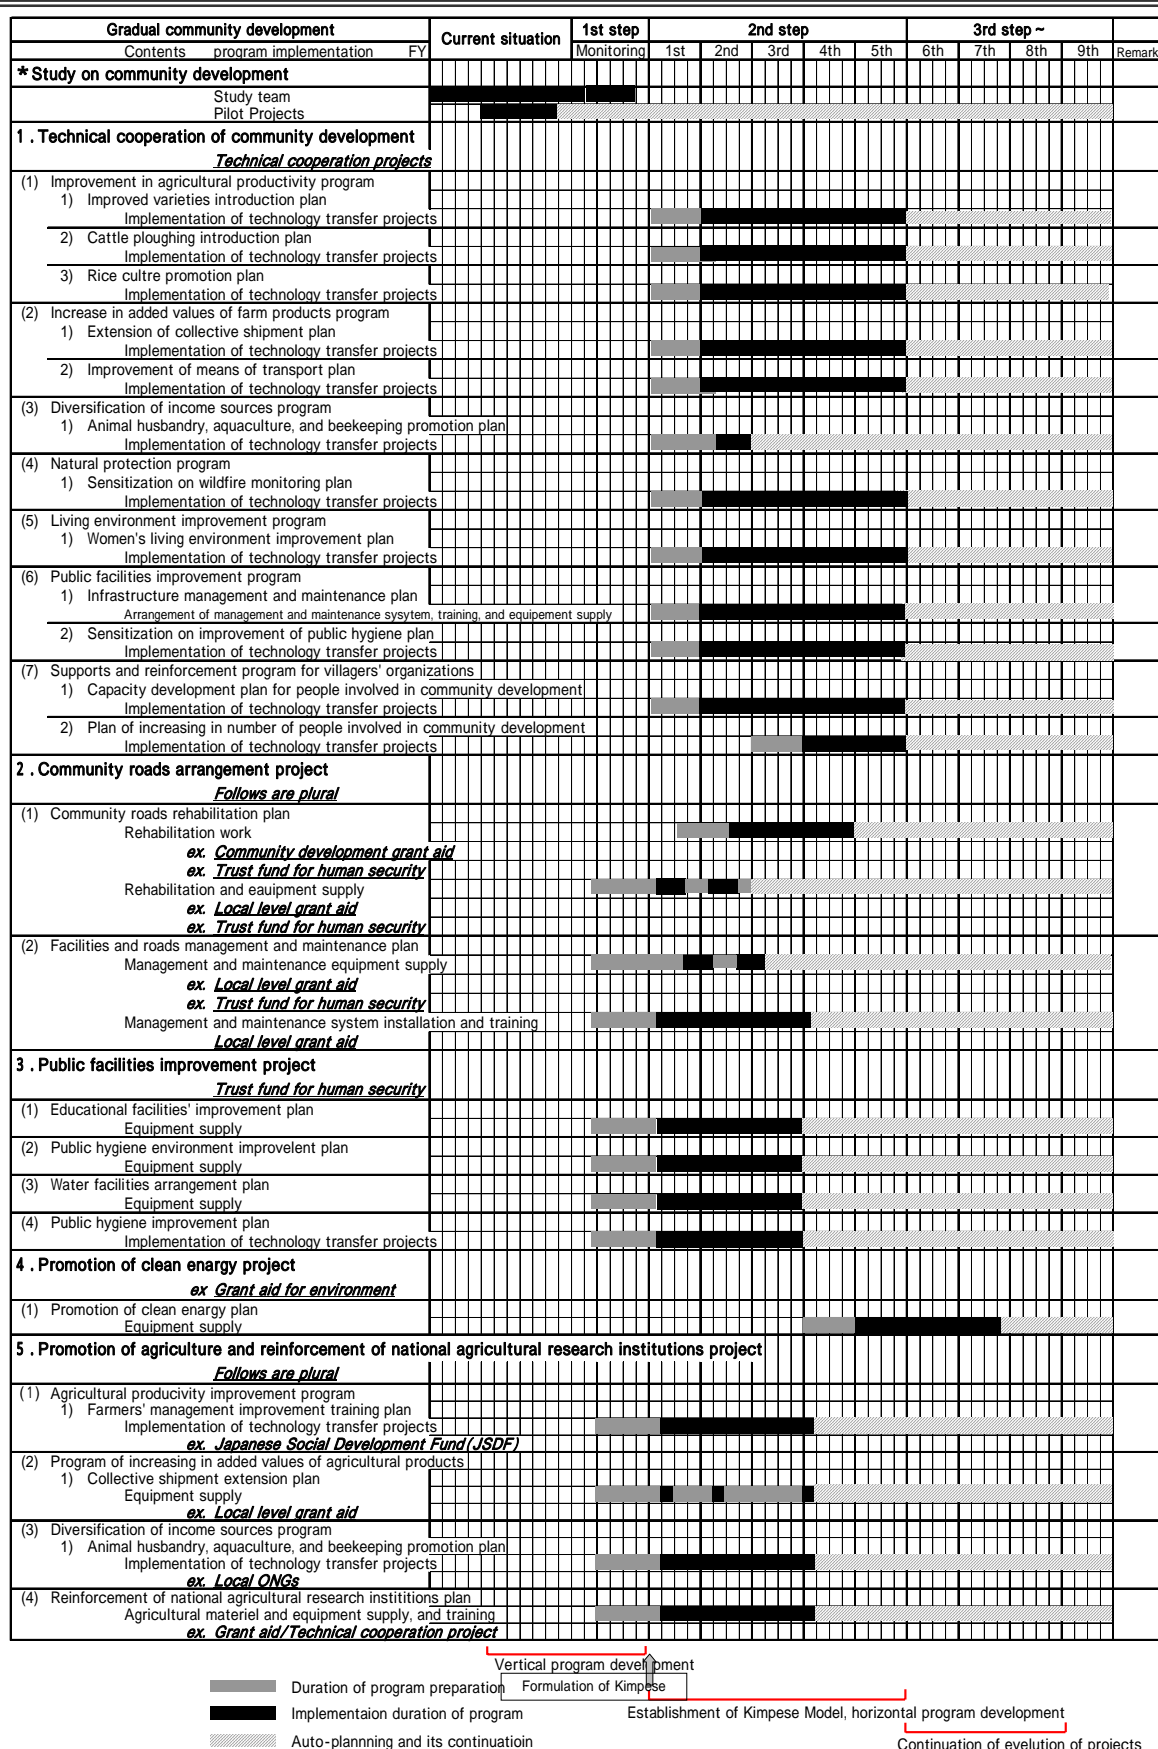 Gradual community development Current situation 1st step 2nd step 3rd step ~
Contents program implementation FY Monitoring 1st 2nd 3rd 4th 5th 6th 7th 8th 9th Remark
* Study on community development
Study team
Pilot Projects
1 . Technical cooperation of community development
Technical cooperation projects
(1) Improvement in agricultural productivity program
1) Improved varieties introduction plan
Implementation of technology transfer projects
2) Cattle ploughing introduction plan
Implementation of technology transfer projects
3) Rice cultre promotion plan
Implementation of technology transfer projects
(2) Increase in added values of farm products program
1) Extension of collective shipment plan
Implementation of technology transfer projects
2) Improvement of means of transport plan
Implementation of technology transfer projects
(3) Diversification of income sources program
1) Animal husbandry, aquaculture, and beekeeping promotion plan
Implementation of technology transfer projects
(4) Natural protection program
1) Sensitization on wildfire monitoring plan
Implementation of technology transfer projects
(5) Living environment improvement program
1) Women's living environment improvement plan
Implementation of technology transfer projects
(6) Public facilities improvement program
1) Infrastructure management and maintenance plan
Arrangement of management and maintenance sysytem, training, and equipement supply
2) Sensitization on improvement of public hygiene plan
Implementation of technology transfer projects
(7) Supports and reinforcement program for villagers' organizations
1) Capacity development plan for people involved in community development
Implementation of technology transfer projects
2) Plan of increasing in number of people involved in community development
Implementation of technology transfer projects
2 . Community roads arrangement project
Follows are plural
(1) Community roads rehabilitation plan
Rehabilitation work
ex. Community development grant aid
ex. Trust fund for human security
Rehabilitation and eauipment supply
ex. Local level grant aid
ex. Trust fund for human security
(2) Facilities and roads management and maintenance plan
Management and maintenance equipment supply
ex. Local level grant aid
ex. Trust fund for human security
Management and maintenance system installation and training
Local level grant aid
3 . Public facilities improvement project
Trust fund for human security
(1) Educational facilities' improvement plan
Equipment supply
(2) Public hygiene environment improvelent plan
Equipment supply
(3) Water facilities arrangement plan
Equipment supply
(4) Public hygiene improvement plan
Implementation of technology transfer projects
4 . Promotion of clean enargy project
ex Grant aid for environment
(1) Promotion of clean enargy plan
Equipment supply
5 . Promotion of agriculture and reinforcement of national agricultural research institutions project
Follows are plural
(1) Agricultural producivity improvement program
1) Farmers' management improvement training plan
Implementation of technology transfer projects
ex. Japanese Social Development Fund(JSDF)
(2) Program of increasing in added values of agricultural products
1) Collective shipment extension plan
Equipment supply
ex. Local level grant aid
(3) Diversification of income sources program
1) Animal husbandry, aquaculture, and beekeeping promotion plan
Implementation of technology transfer projects
ex. Local ONGs
(4) Reinforcement of national agricultural research instititions plan
Agricultural materiel and equipment supply, and training
ex. Grant aid/Technical cooperation project
Vertical program development
Duration of program preparation Formulation of Kimpese
Implementaion duration of program Establishment of Kimpese Model, horizontal program development
Auto-plannning and its continuatioin Continuation of evelution of projects